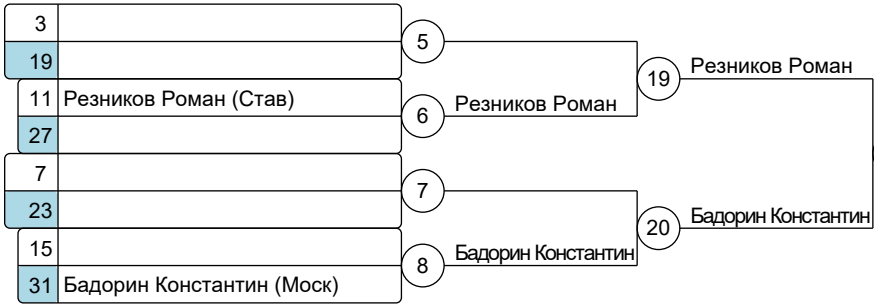 3
5
19
19 Резников Роман
11 Резников Роман (Став)
6 Резников Роман
27
7
7
23
20 Бадорин Константин
15
8 Бадорин Константин
31 Бадорин Константин (Моск)